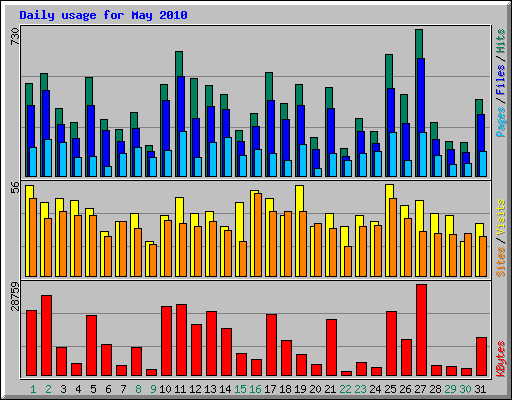 Daily usage for May 2010
730
Pages / Files / Hits
56
Sites / Visits
28759
KBytes
1 2 3 4 5 6 7 8 9 10 11 12 13 14 15 16 17 18 19 20 21 22 23 24 25 26 27 28 29 30 31